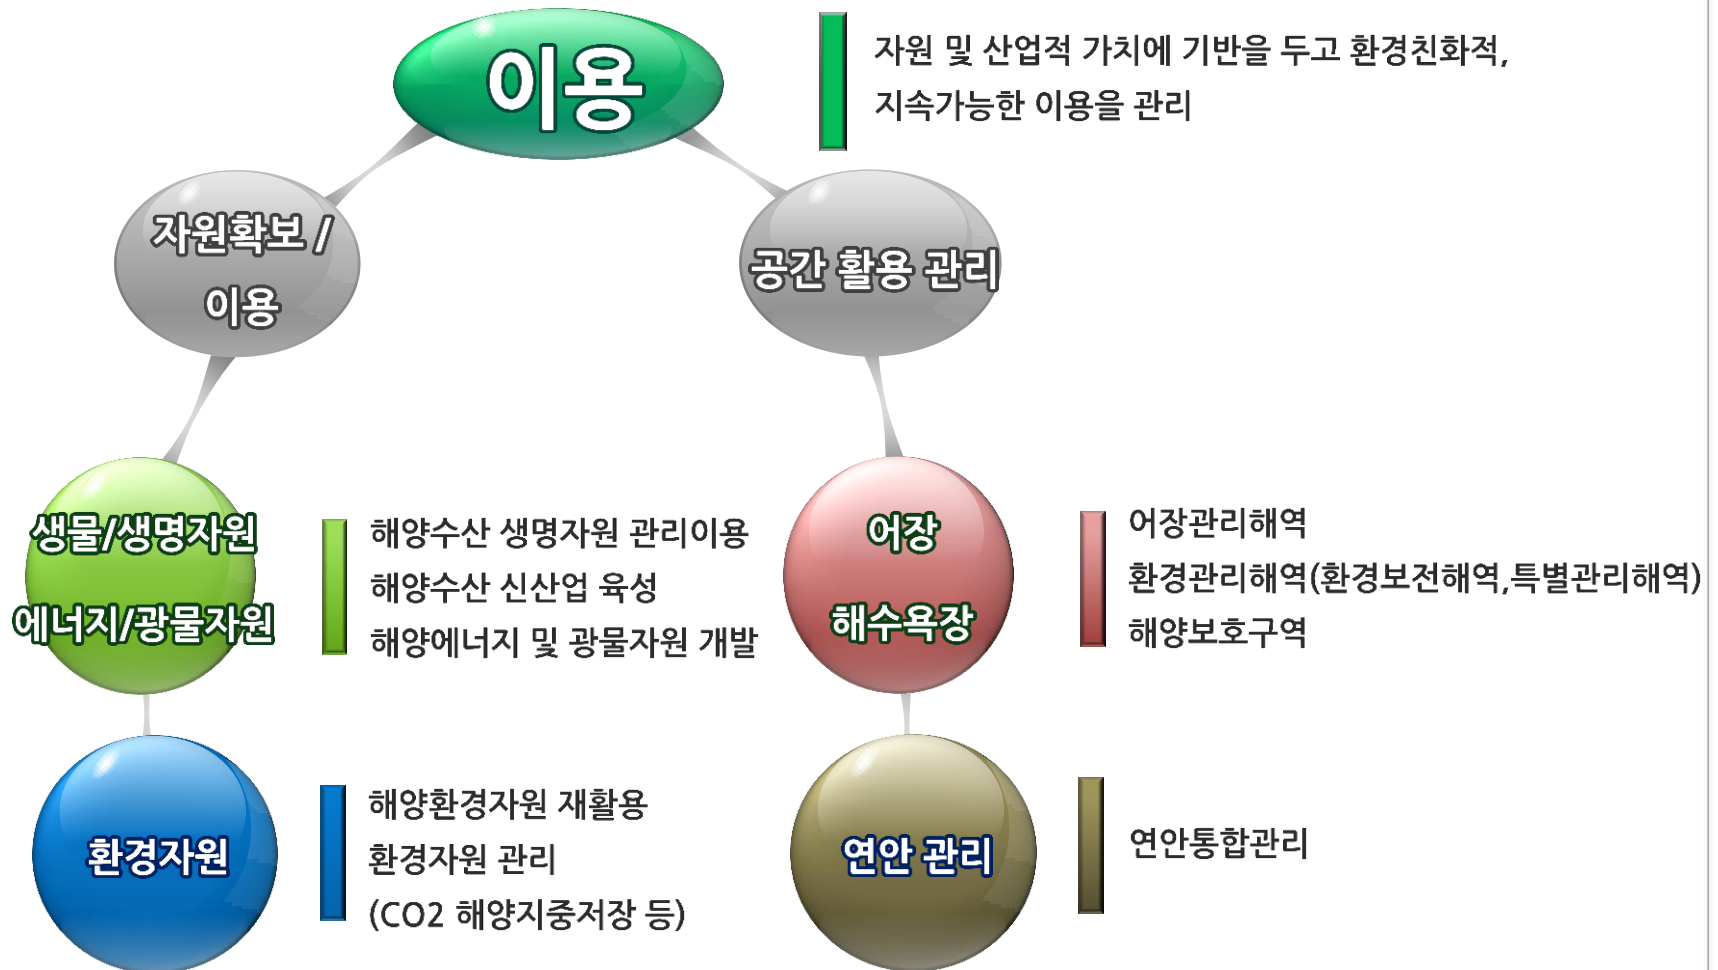 이용
자원 및 산업적 가치에 기반을 두고 환경친화적,
지속가능한 이용을 관리
자원확보 /
이용
공간 활용 관리
생물/생명자원
에너지/광물자원
해양수산 생명자원 관리이용
해양수산 신산업 육성
해양에너지 및 광물자원 개발
어장
해수욕장
어장관리해역
환경관리해역(환경보전해역,특별관리해역)
해양보호구역
환경자원
해양환경자원 재활용
환경자원 관리
(CO2 해양지중저장 등)
연안 관리
연안통합관리